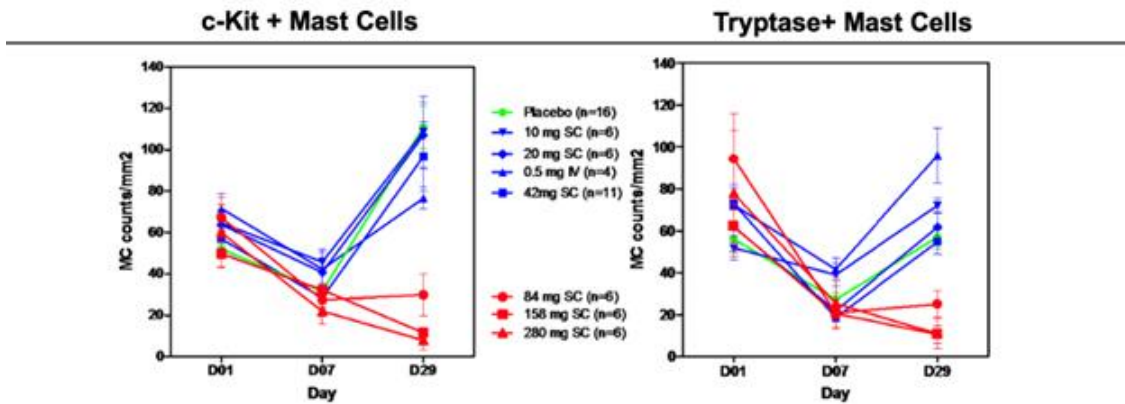 c-Kit + Mast Cells
Tryptase+ Mast Cells
MC counts/mm2
140
120
100
80
60
40
20
0
D01
D07
D29
Day
Placebo (n=16)
10 mg SC (n=6)
20 mg SC (n=6)
0.5 mg IV (n=4)
42mg SC (n=11)
84 mg SC (n=6)
158 mg SC (n=6)
280 mg SC (n=6)
MC counts/mm2
140
120
100
80
60
40
20
0
D01
D07
D29
Day